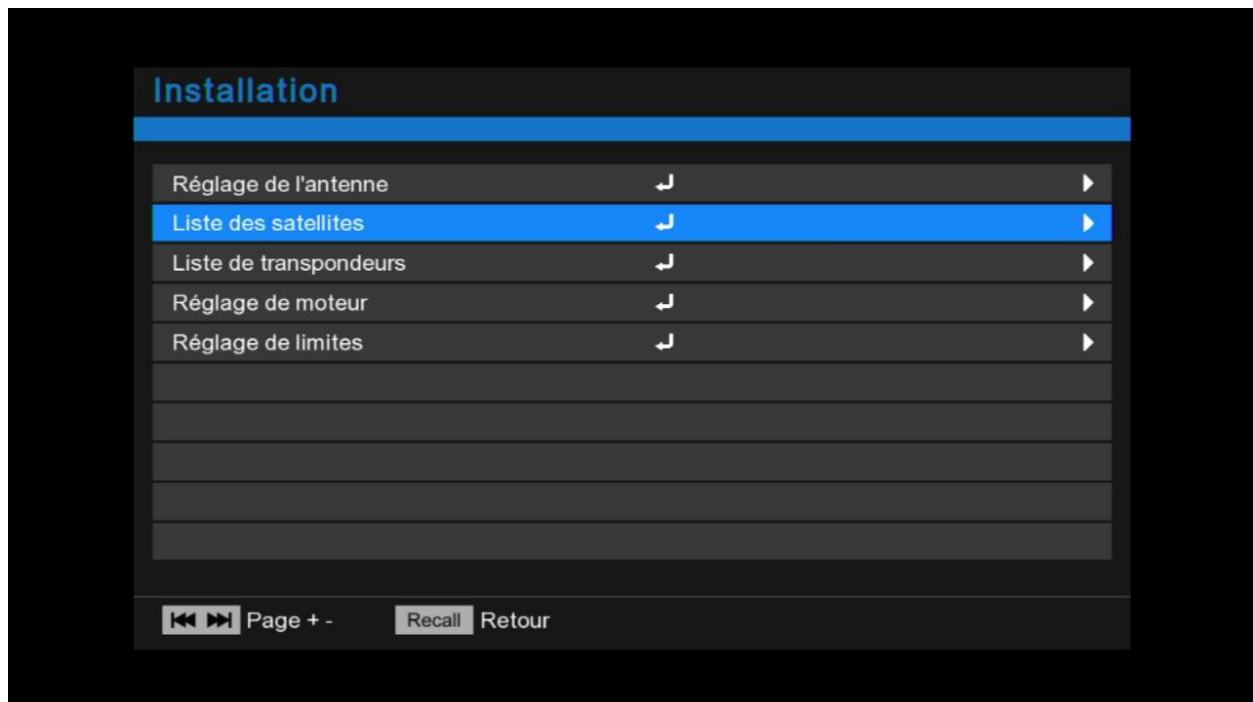 Installation
Réglage de l'antenne
Liste des satellites
Liste de transpondeurs
Réglage de moteur
Réglage de limites
Page + - Recall Retour